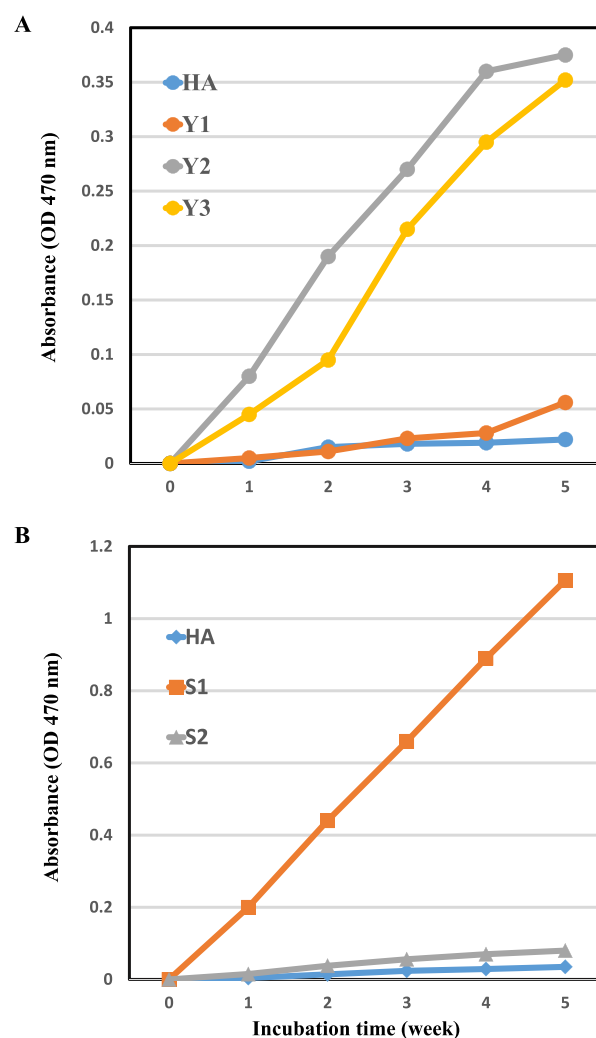 A
Absorbance (OD 470 nm)
0.4
0.35
0.3
0.25
0.2
0.15
0.1
0.05
0
HA
Y1
Y2
Y3
0 1 2 3 4 5
B
Absorbance (OD 470 nm)
1.2
1
0.8
0.6
0.4
0.2
0
HA
S1
S2
0 1 2 3 4 5
Incubation time (week)